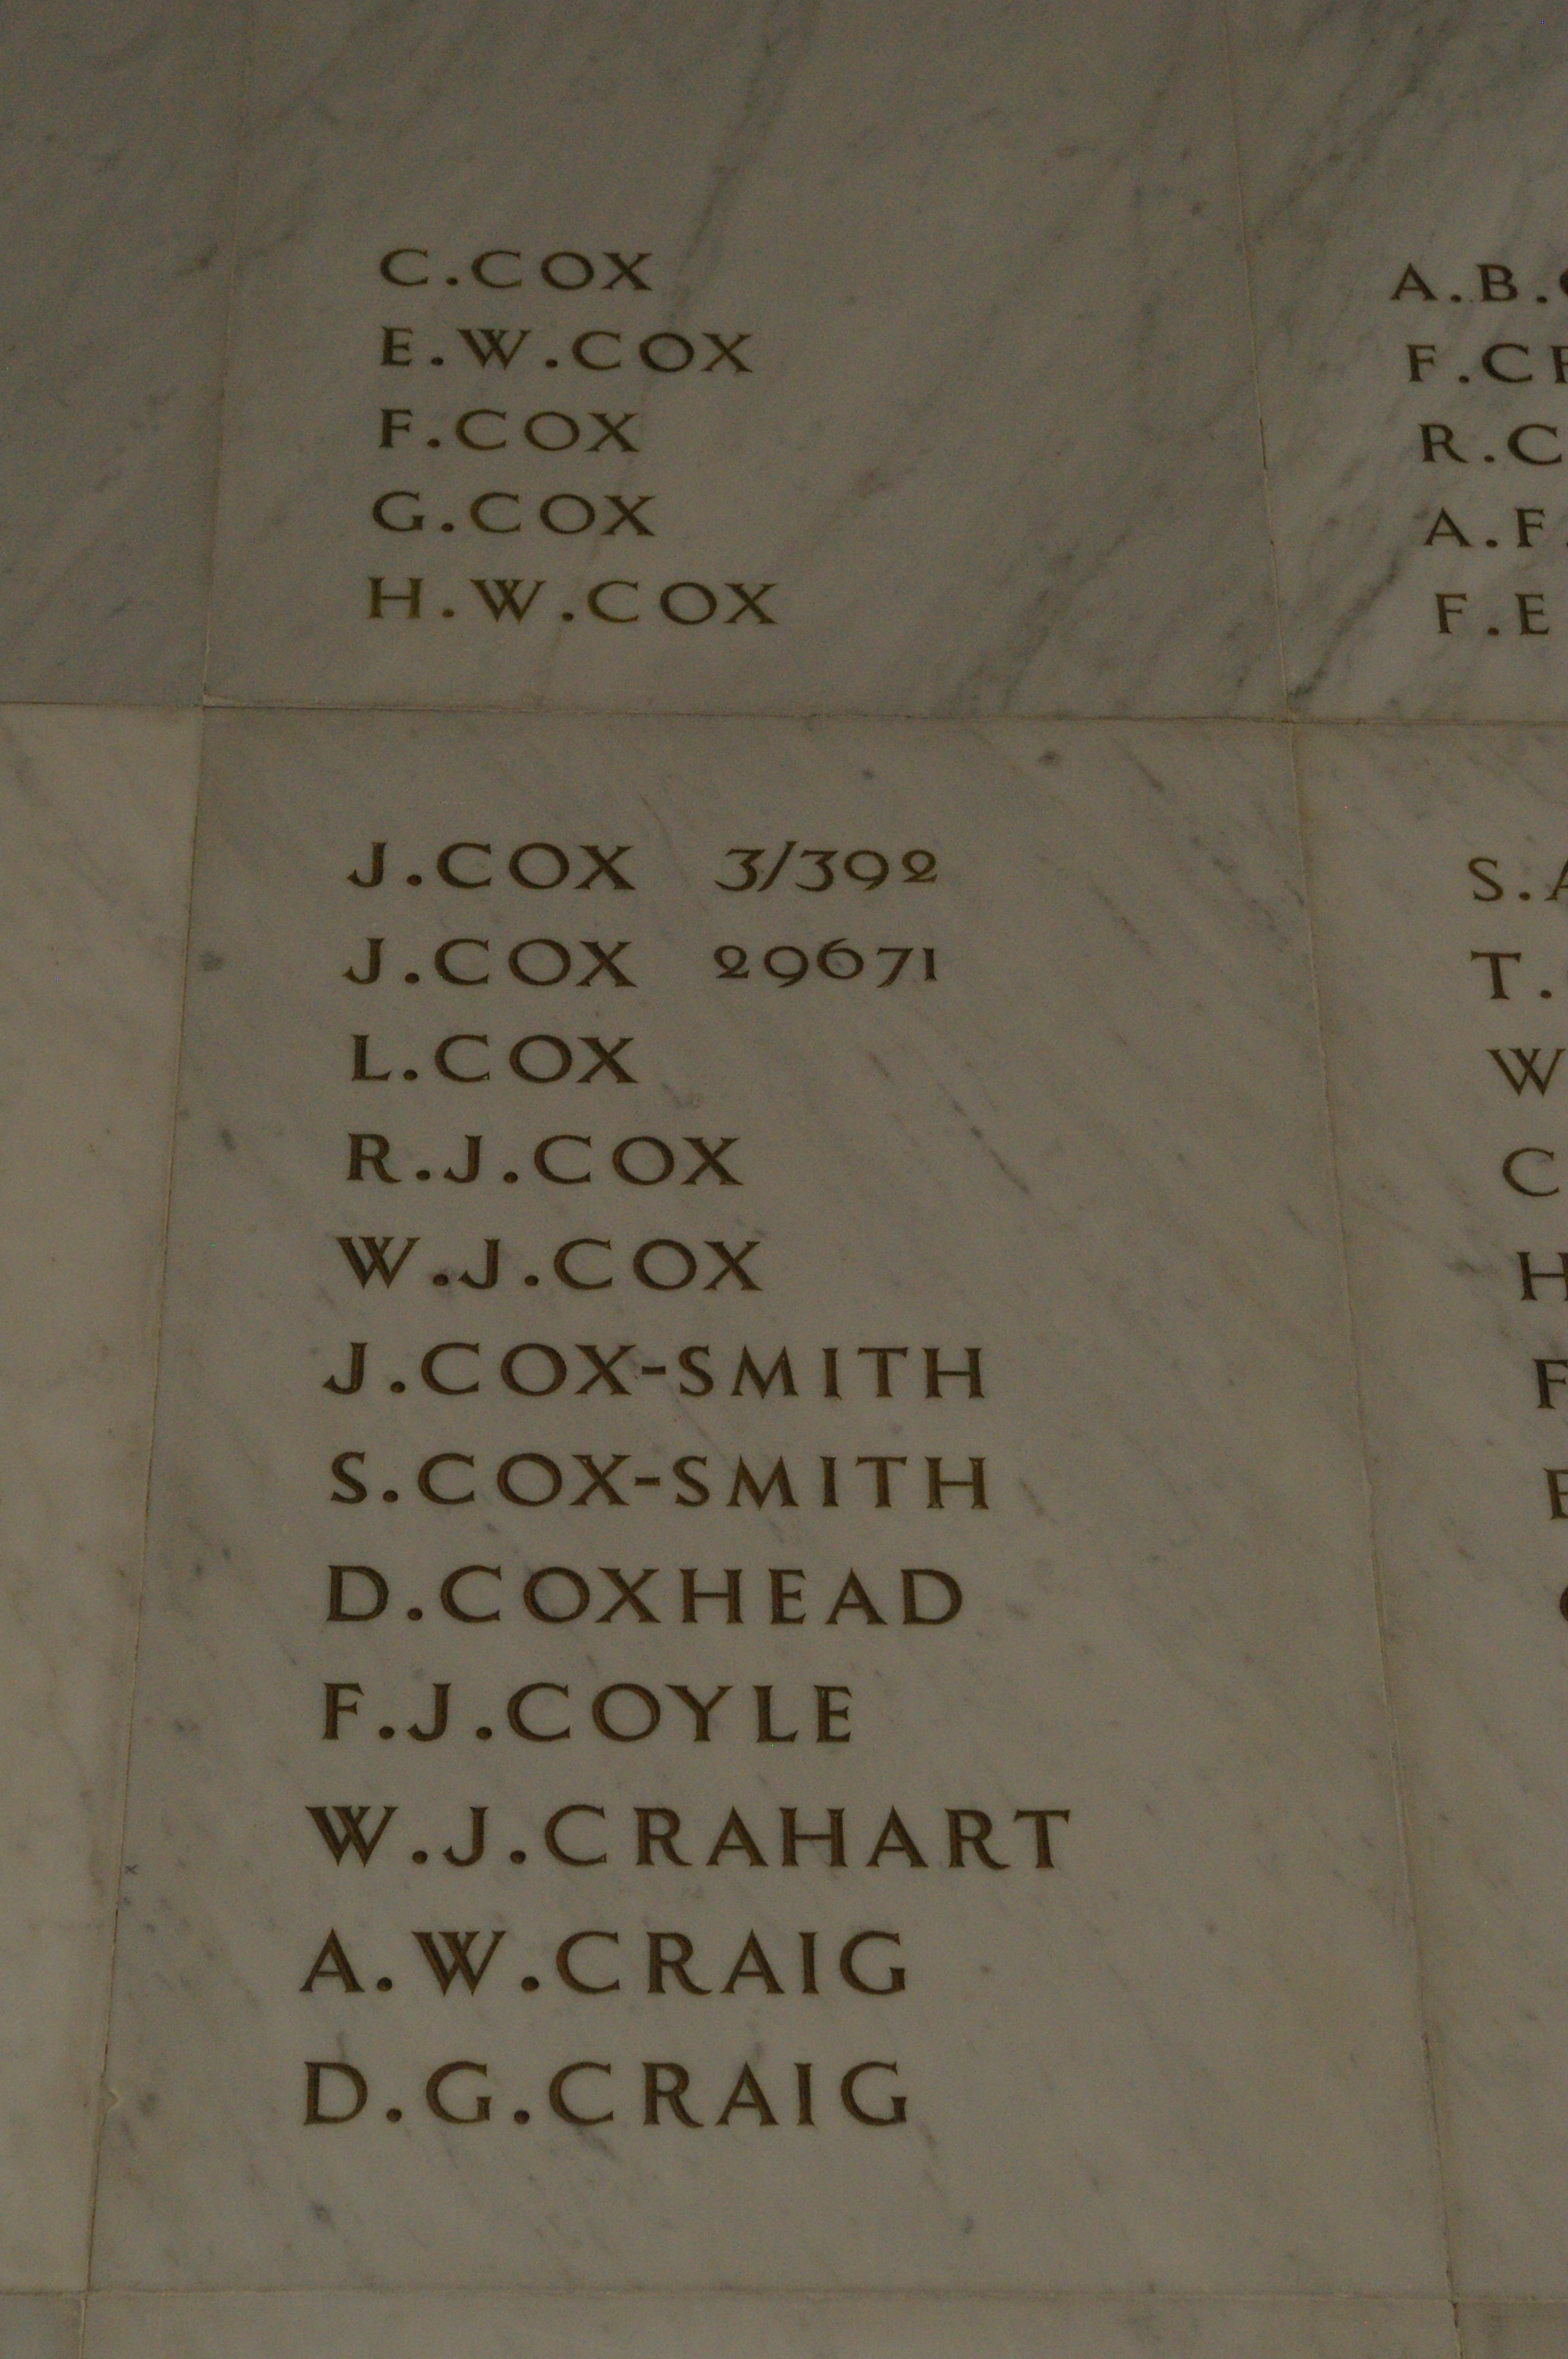 C.COX
E.W.COX
F.COX
G.COX
H.W.COX
J.COX 3/392
J.COX 29671
L.COX
R.J.COX
W.J.COX
J.COX-SMITH
S.COX-SMITH
D.COXHEAD
F.J.COYLE
W.J.CRAHART
A.W.CRAIG
D.G.CRAIG
A.B.
F.
R.
A.F.
F.E
S.
T.
W
C
H
F